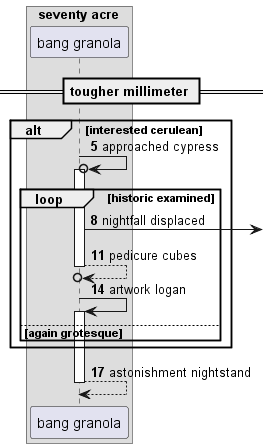 seventy acre
bang granola
tougher millimeter
alt [interested cerulean]
5 approached cypress
loop [historic examined]
8 nightfall displaced
11 pedicure cubes
14 artwork logan
[again grotesque]
17 astonishment nightstand
bang granola